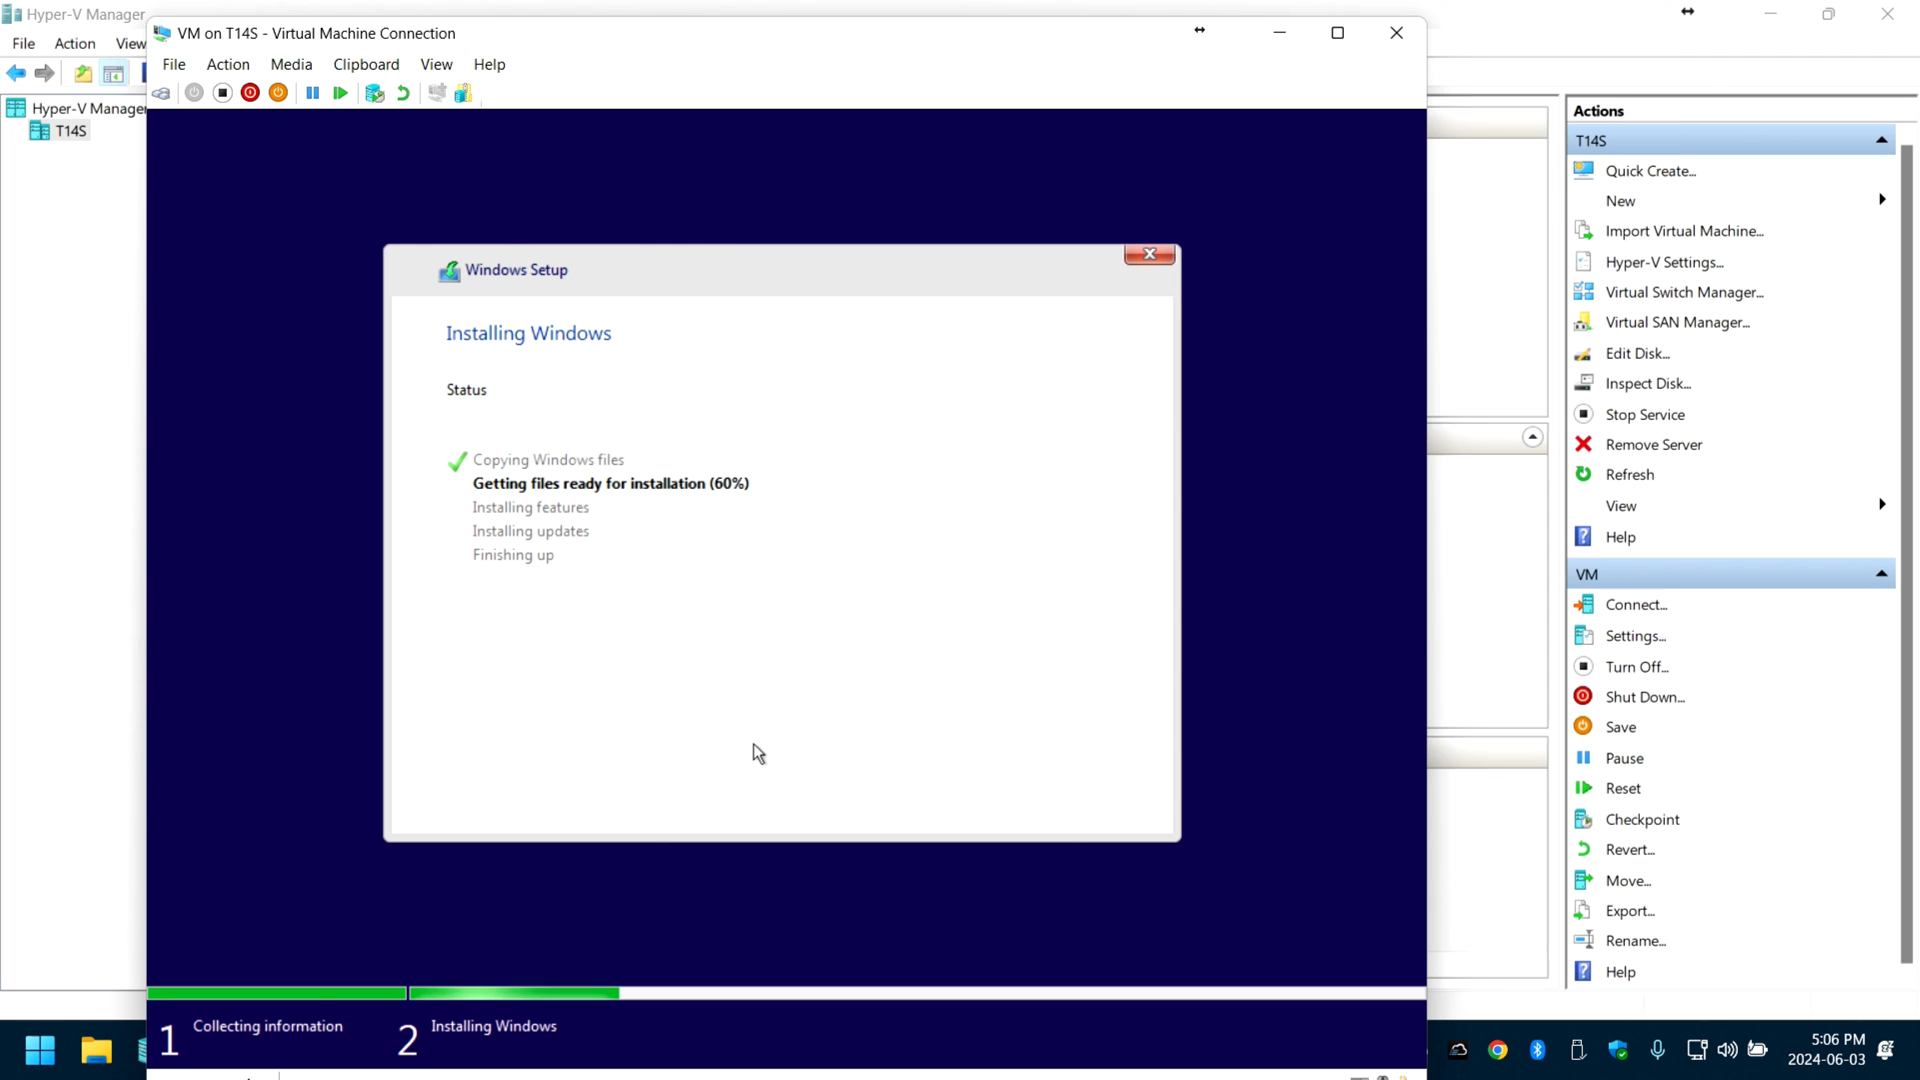 Hyper-V Manager
File Action View
Hyper-V Manager
T14S
VM on T14S - Virtual Machine Connection
File Action Media Clipboard View Help
Windows Setup
Installing Windows
Status
Copying Windows files
Getting files ready for installation (60%)
Installing features
Installing updates
Finishing up
1 Collecting information
2 Installing Windows
Actions
T14S
Quick Create...
New
Import Virtual Machine...
Hyper-V Settings...
Virtual Switch Manager...
Virtual SAN Manager...
Edit Disk...
Inspect Disk...
Stop Service
Remove Server
Refresh
View
Help
VM
Connect...
Settings...
Turn Off...
Shut Down...
Save
Pause
Reset
Checkpoint
Revert...
Move...
Export...
Rename...
Help
5:06 PM
2024-06-03